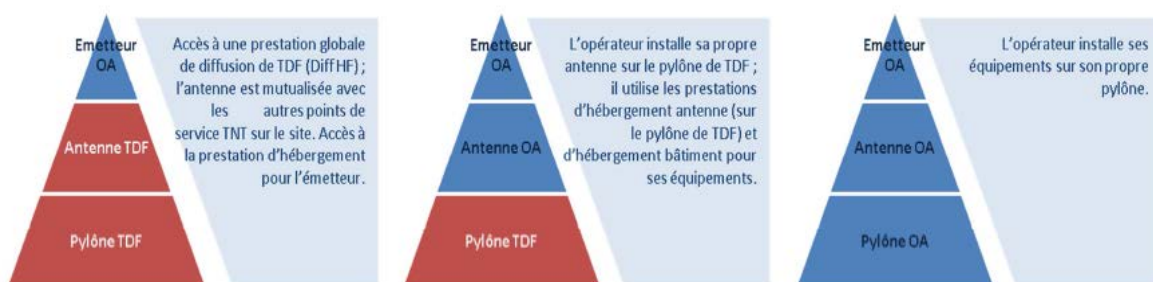 Emetteur
OA
Antenne TDF
Pylône TDF
Accès à une prestation globale
de diffusion de TDF (DiffHF) ;
l'antenne est mutualisée avec
les autres points de
service TNT sur le site. Accès à
la prestation d'hébergement
pour l'émetteur.
Emetteur
OA
Antenne OA
Pylône TDF
L'opérateur installe sa propre
antenne sur le pylône de TDF ;
il utilise les prestations
d'hébergement antenne (sur
le pylône de TDF) et
d'hébergement bâtiment pour
ses équipements.
Emetteur
OA
Antenne OA
Pylône OA
L'opérateur installe ses
équipements sur son propre
pylône.